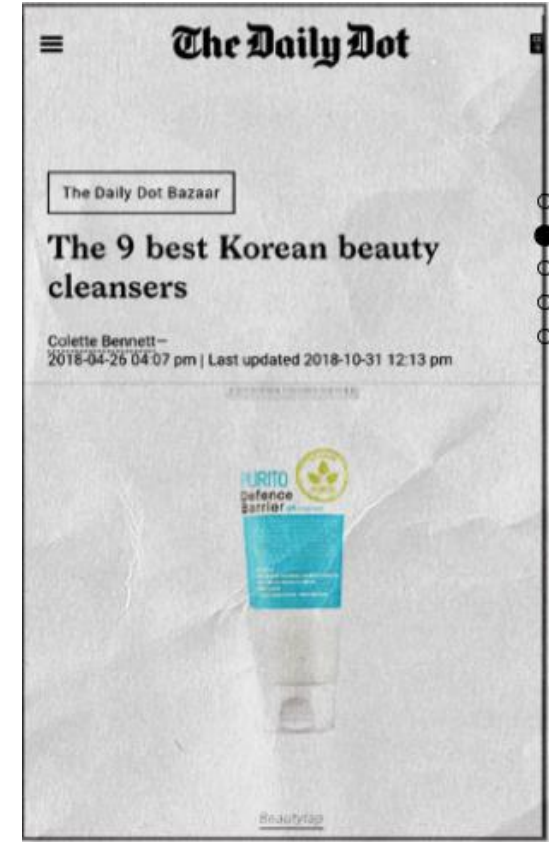 The Daily Dot
The Daily Dot Bazaar
The 9 best Korean beauty
cleansers
Colette Bennett—
2018-04-26 04:07 pm | Last updated 2018-10-31 12:13 pm
PURITO
Defence
Barrier
Beautytap